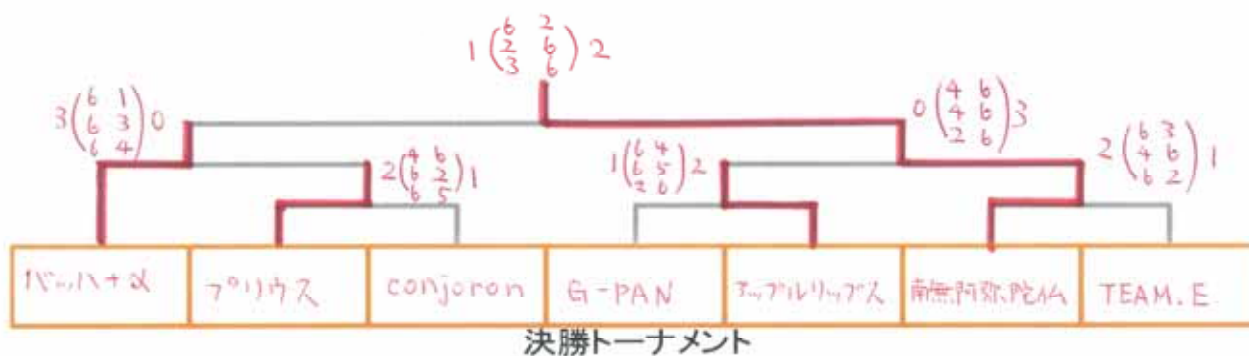 1 ( 6 2 ) 2
2 6
3 6
3 ( 6 1 ) 0
6 3
6 4
0 ( 4 6 ) 3
4 6
2 6
2 ( 4 6 ) 1
6 2
6 5
1 ( 6 4 ) 2
6 5
2 6
2 ( 6 3 ) 1
4 6
6 2
バッハ+α プリウス conjoron G-PAN アップルリップス 南無阿弥陀仏 TEAM.E
決勝トーナメント